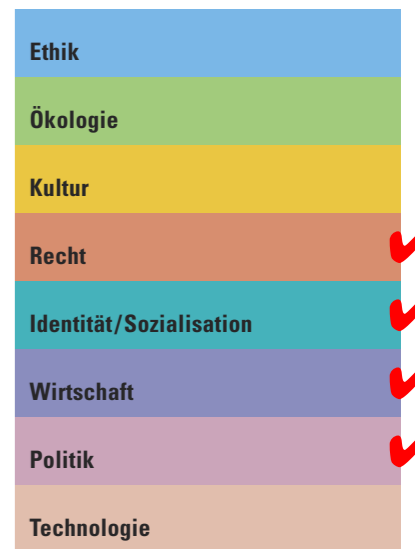 Ethik
Ökologie
Kultur
Recht
Identität/Sozialisation
Wirtschaft
Politik
Technologie